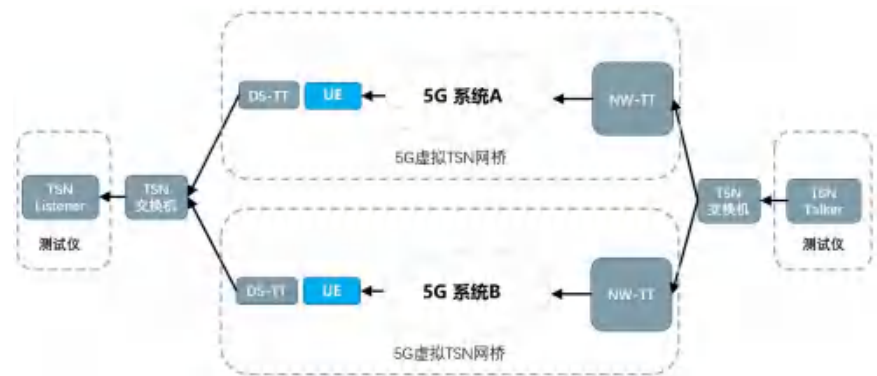 DS-TT
UE
5G 系统A
NW-TT
5G虚拟TSN网桥
TSN
Listener
测试仪
TSN
交换机
TSN
交换机
TSN
Talker
测试仪
DS-TT
UE
5G 系统B
NW-TT
5G虚拟TSN网桥